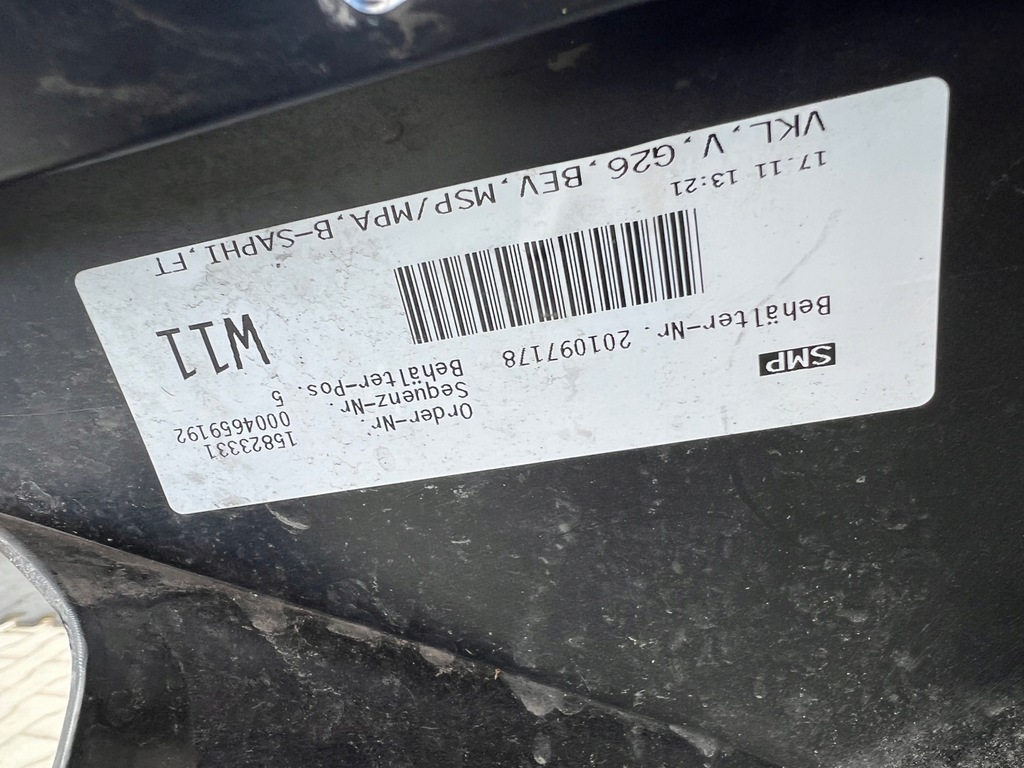 SMP
Order-Nr. 15823331
Sequenz-Nr. 0004659192
Behälter-Pos. 5
Behälter-Nr. 201097178
W11
17.11 13:21
VKL,V,G26,BEV,MSP/MPA,B-SAPHI,FT